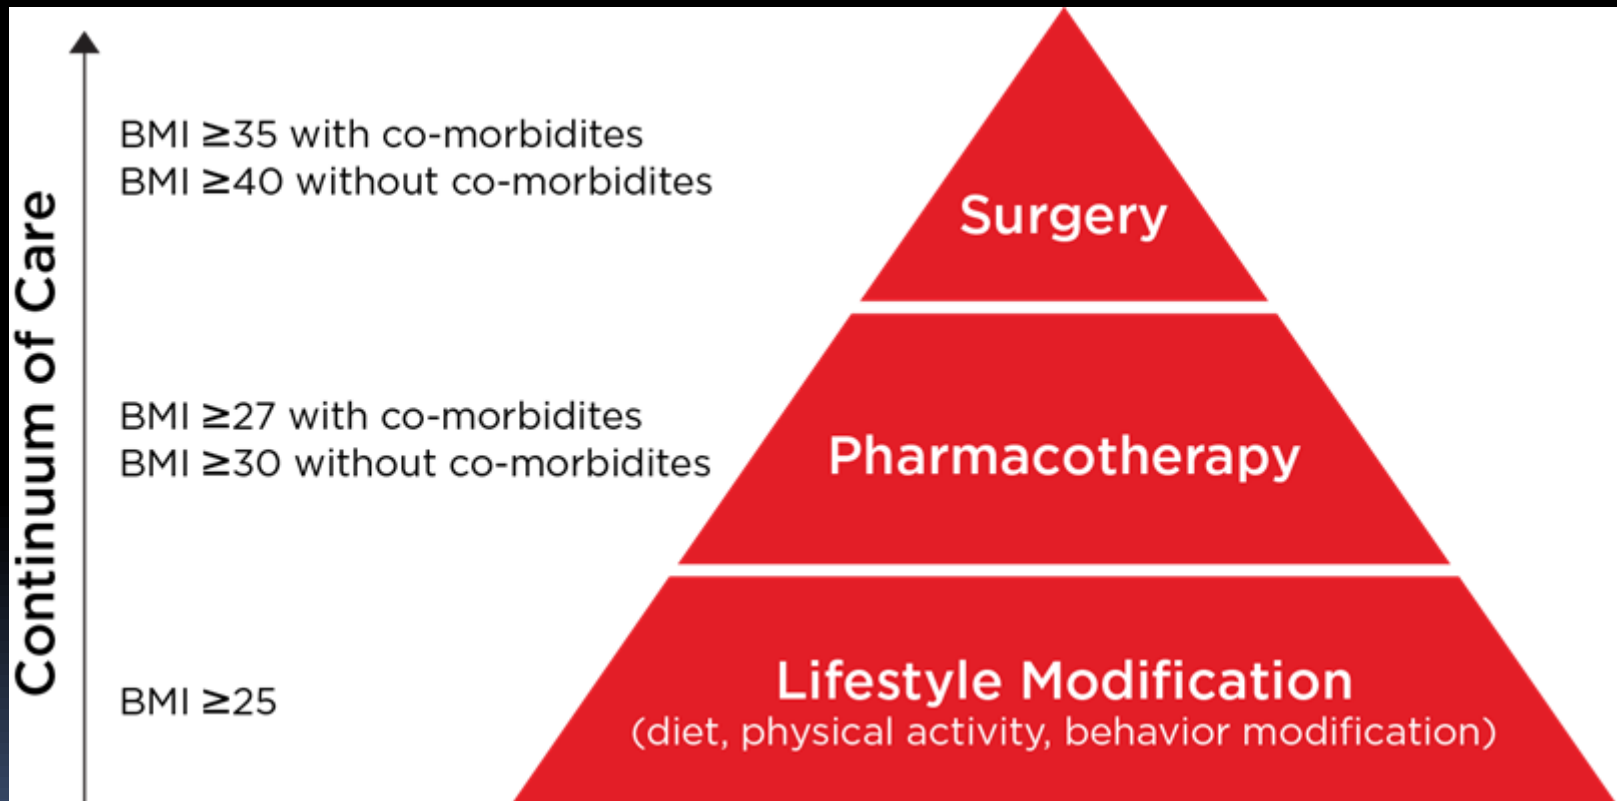 Continuum of Care
BMI ≥35 with co-morbidites
BMI ≥40 without co-morbidites
Surgery
BMI ≥27 with co-morbidites
BMI ≥30 without co-morbidites
Pharmacotherapy
BMI ≥25
Lifestyle Modification
(diet, physical activity, behavior modification)